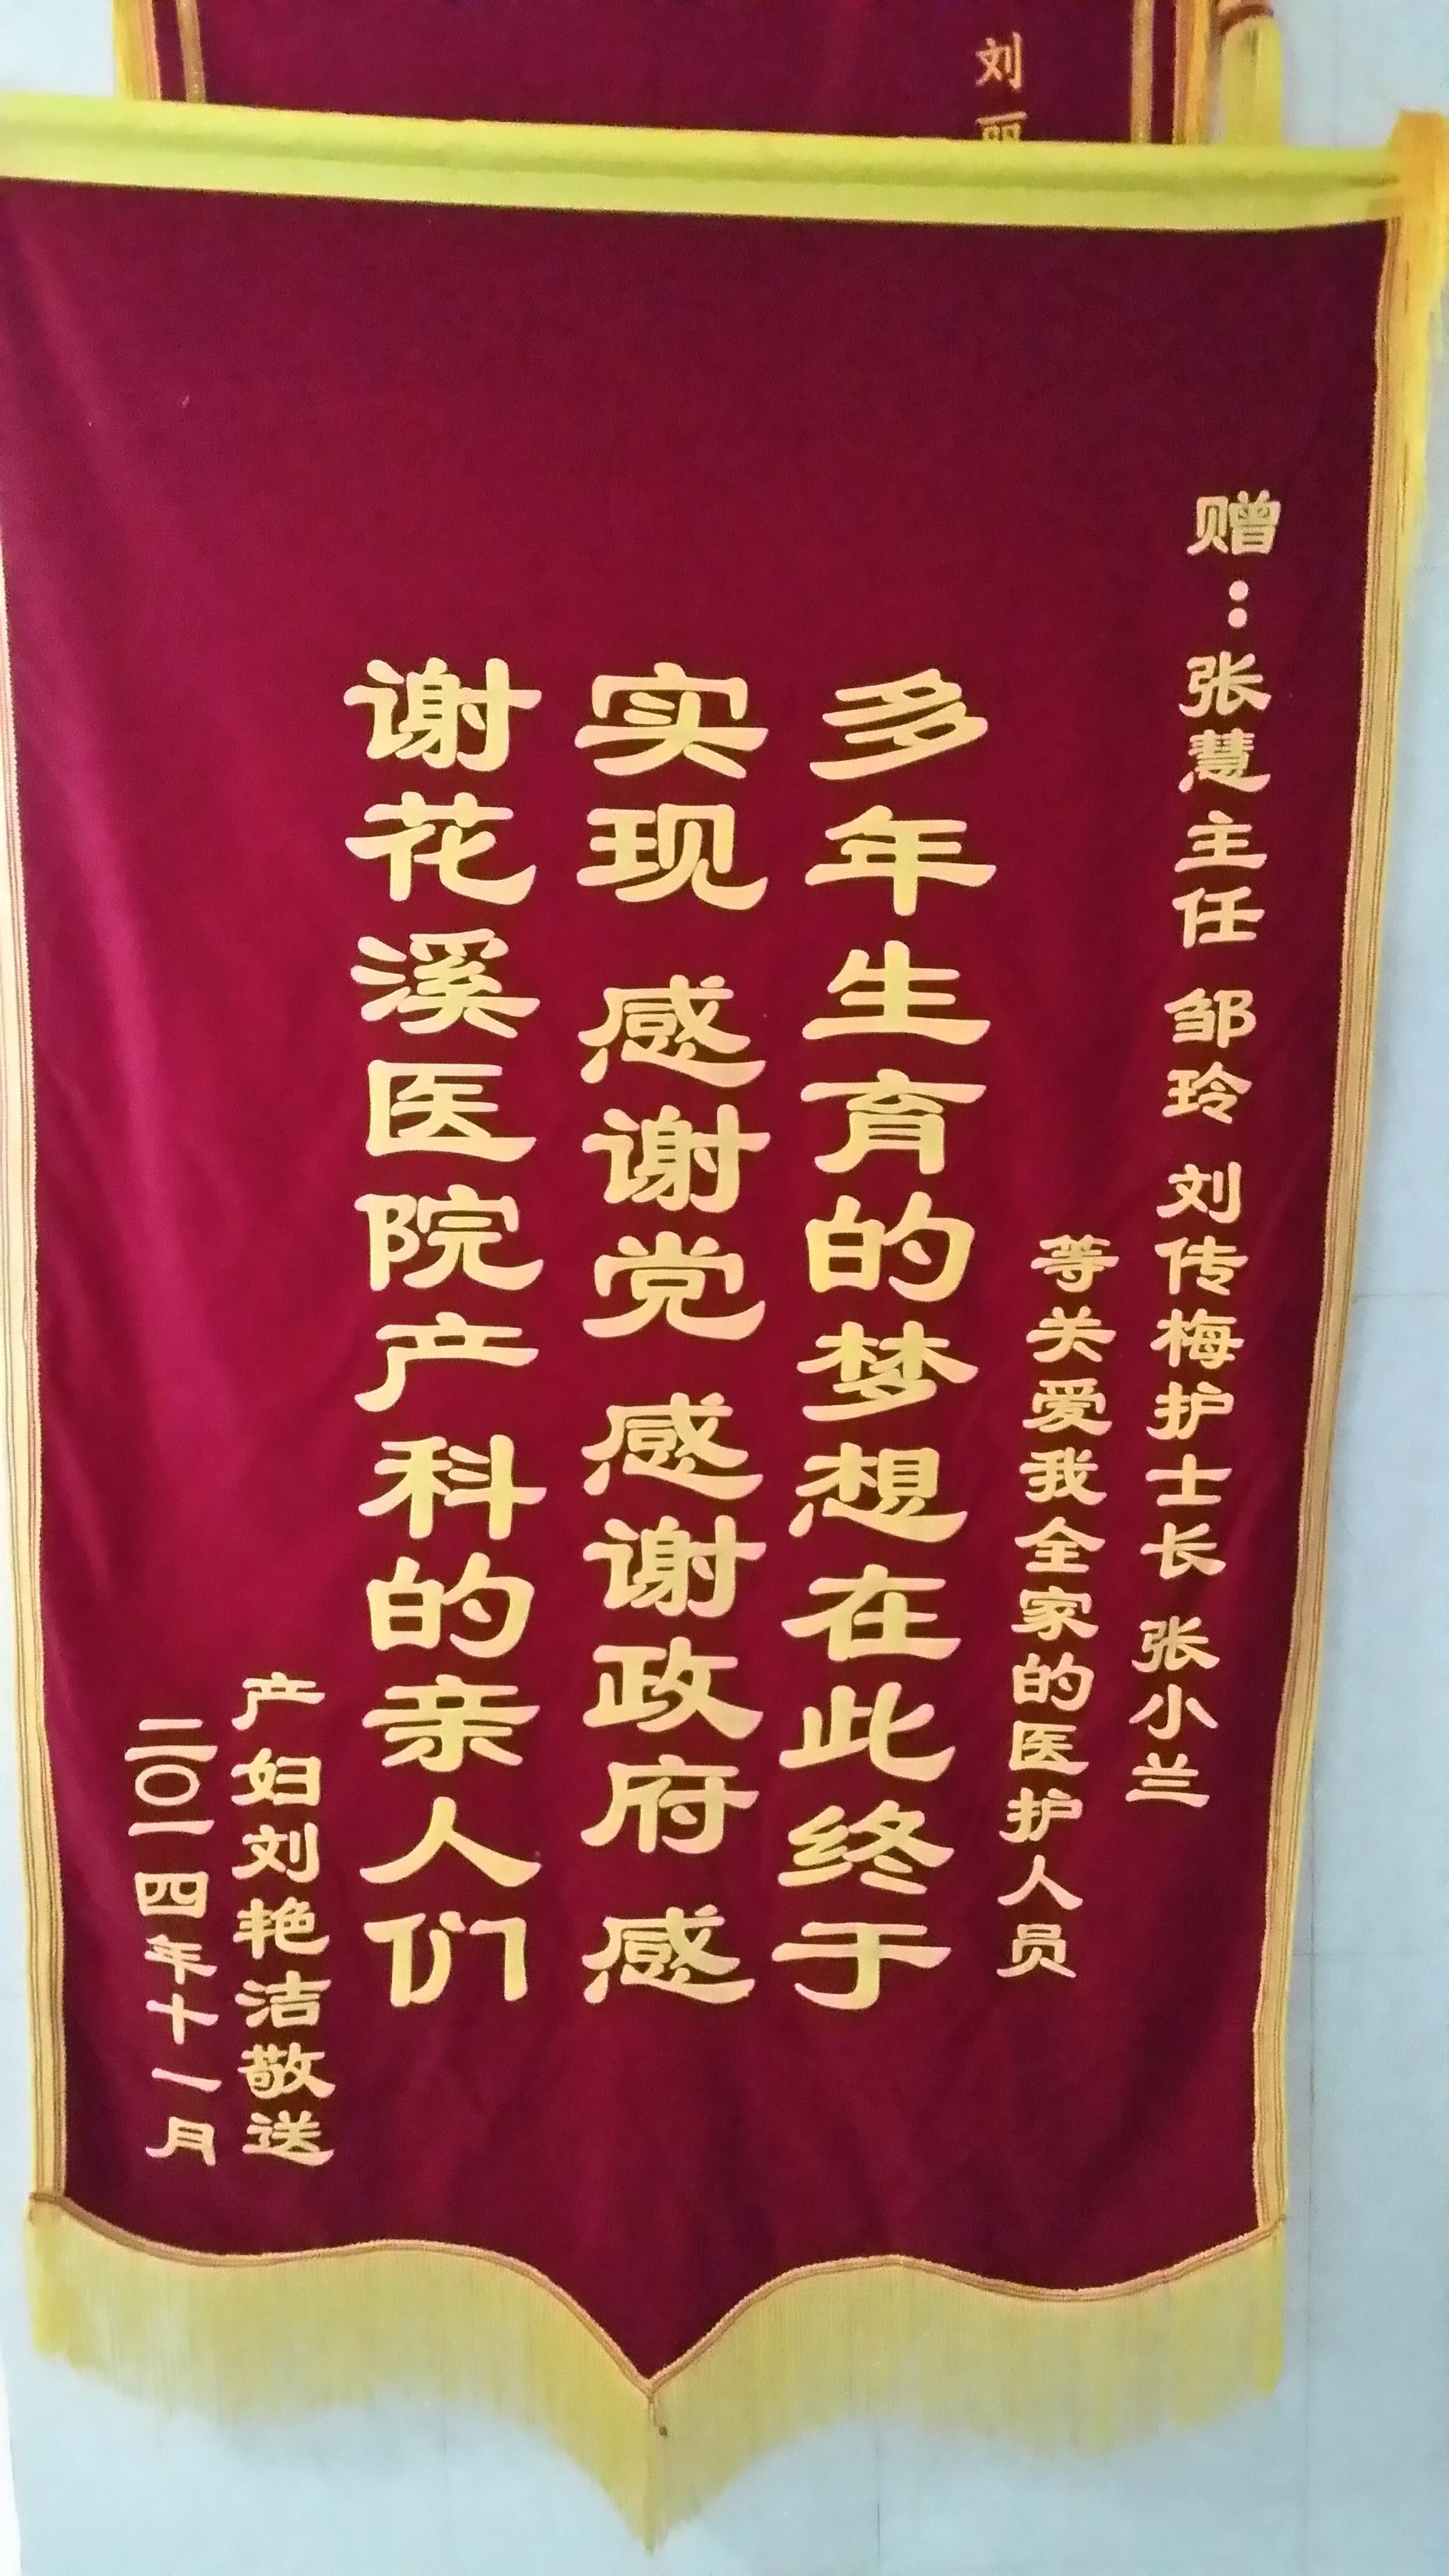 刘
赠：张慧主任 邹玲 刘传梅护士长 张小兰
等关爱我全家的医护人员
多年生育的梦想在此终于
实现 感谢党 感谢政府 感
谢花溪医院产科的亲人们
产妇刘艳洁敬送
二〇一四年十一月